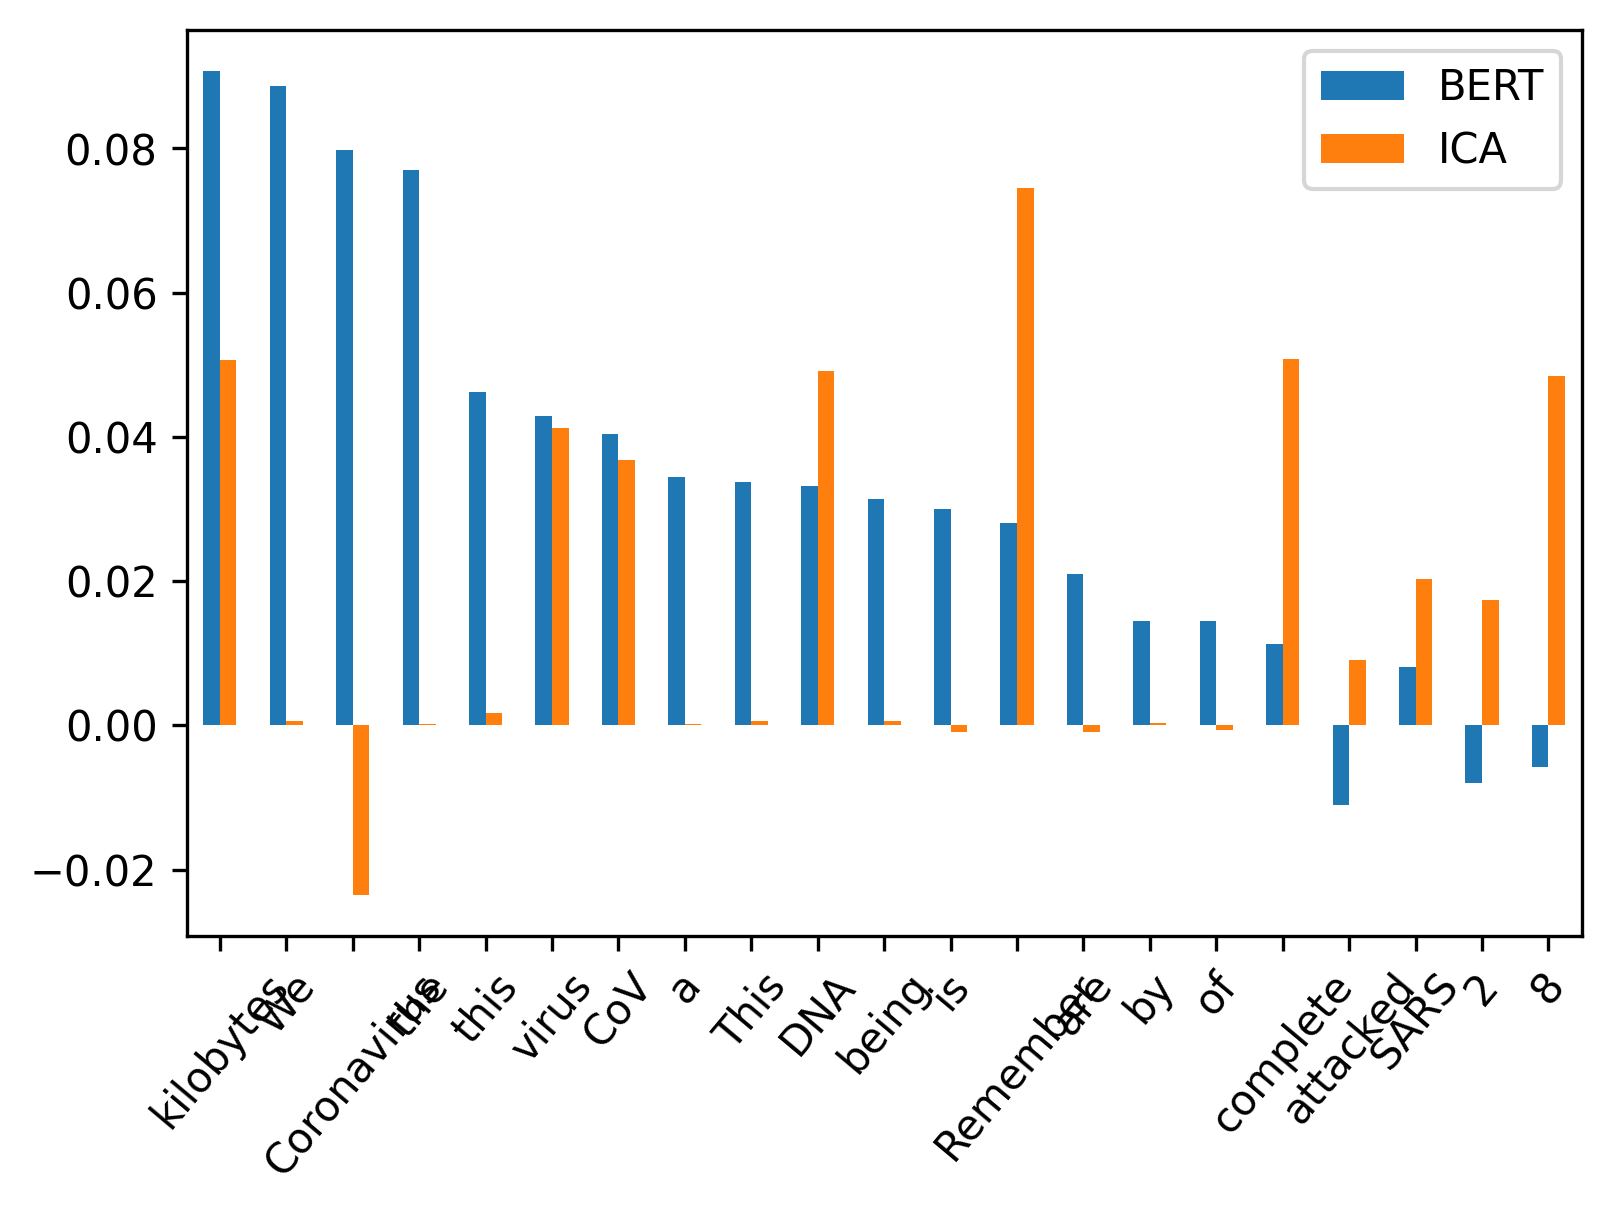 BERT
ICA
0.08
0.06
0.04
0.02
0.00
−0.02
kilobytes
We
Coronavirus
the
this
virus
CoV
a
This
DNA
being
is
Remember
are
by
of
complete
attacked
SARS
2
8